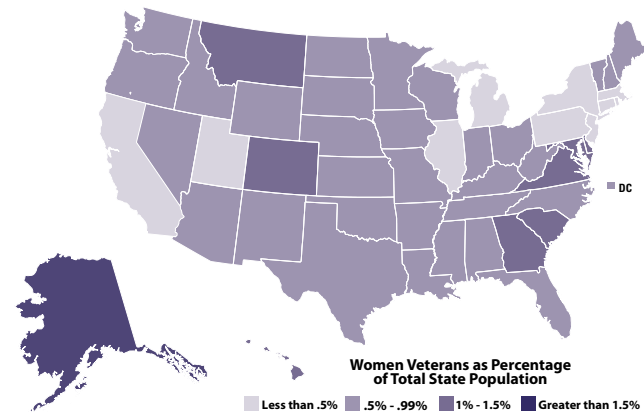 DC
Women Veterans as Percentage
of Total State Population
Less than .5% .5% - .99% 1% - 1.5% Greater than 1.5%